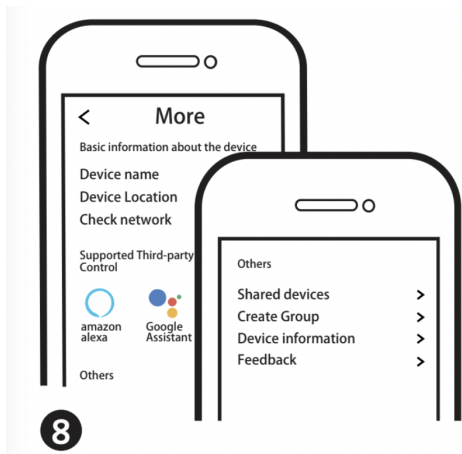 < More
Basic information about the device
Device name
Device Location
Check network
Supported Third-party
Control
amazon
alexa
Google
Assistant
Others
Others
Shared devices >
Create Group >
Device information >
Feedback >
8